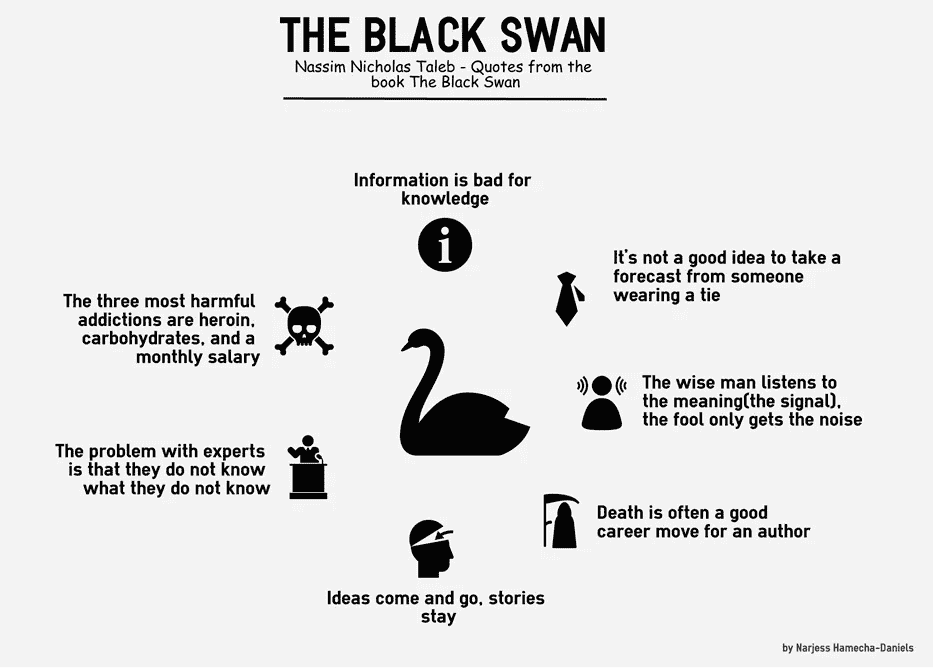 THE BLACK SWAN
Nassim Nicholas Taleb - Quotes from the
book The Black Swan
Information is bad for
knowledge
i
It's not a good idea to take a
forecast from someone
wearing a tie
The three most harmful
addictions are heroin,
carbohydrates, and a
monthly salary
The wise man listens to
the meaning(the signal),
the fool only gets the noise
The problem with experts
is that they do not know
what they do not know
Death is often a good
career move for an author
Ideas come and go, stories
stay
by Narjess Hamecha-Daniels